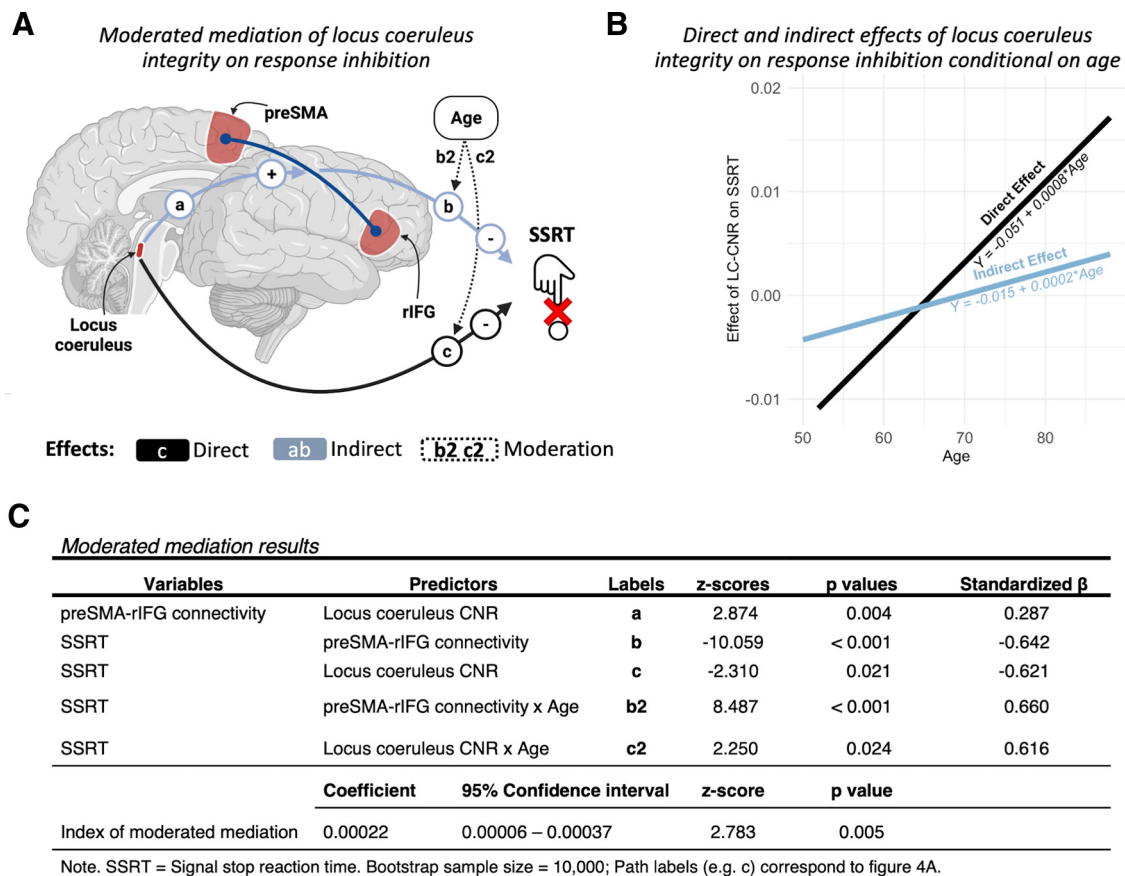 A
Moderated mediation of locus coeruleus
integrity on response inhibition
preSMA
Age
b2 c2
+
a
b
-
SSRT
rIFG
Locus
coeruleus
-
c
Effects: c Direct ab Indirect b2 c2 Moderation
B
Direct and indirect effects of locus coeruleus
integrity on response inhibition conditional on age
0.02
0.01
0.00
-0.01
Effect of LC-CNR on SSRT
Direct Effect
Y = -0.051 + 0.0008*Age
Indirect Effect
Y = -0.015 + 0.0002*Age
50 60 70 80
Age
C
Moderated mediation results
Variables Predictors Labels z-scores p values Standardized β
preSMA-rIFG connectivity Locus coeruleus CNR a 2.874 0.004 0.287
SSRT preSMA-rIFG connectivity b -10.059 < 0.001 -0.642
SSRT Locus coeruleus CNR c -2.310 0.021 -0.621
SSRT preSMA-rIFG connectivity x Age b2 8.487 < 0.001 0.660
SSRT Locus coeruleus CNR x Age c2 2.250 0.024 0.616
Coefficient 95% Confidence interval z-score p value
Index of moderated mediation 0.00022 0.00006 – 0.00037 2.783 0.005
Note. SSRT = Signal stop reaction time. Bootstrap sample size = 10,000; Path labels (e.g. c) correspond to figure 4A.